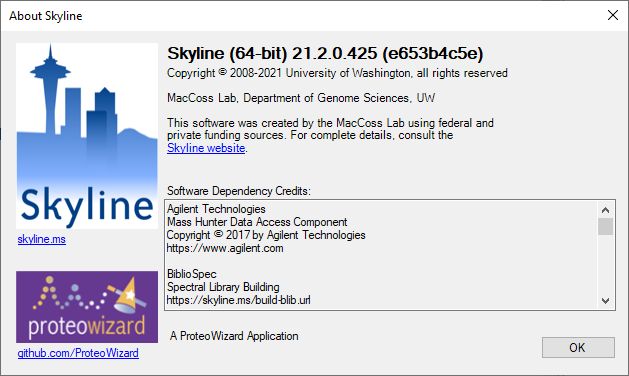 About Skyline
Skyline (64-bit) 21.2.0.425 (e653b4c5e)
Copyright © 2008-2021 University of Washington, all rights reserved
MacCoss Lab, Department of Genome Sciences, UW
This software was created by the MacCoss Lab using federal and
private funding sources. For complete details, consult the
Skyline website.
Skyline
skyline.ms
Software Dependency Credits:
Agilent Technologies
Mass Hunter Data Access Component
Copyright © 2017 by Agilent Technologies
https://www.agilent.com
BiblioSpec
Spectral Library Building
https://skyline.ms/build-blib.url
proteowizard
github.com/ProteoWizard
A ProteoWizard Application
OK